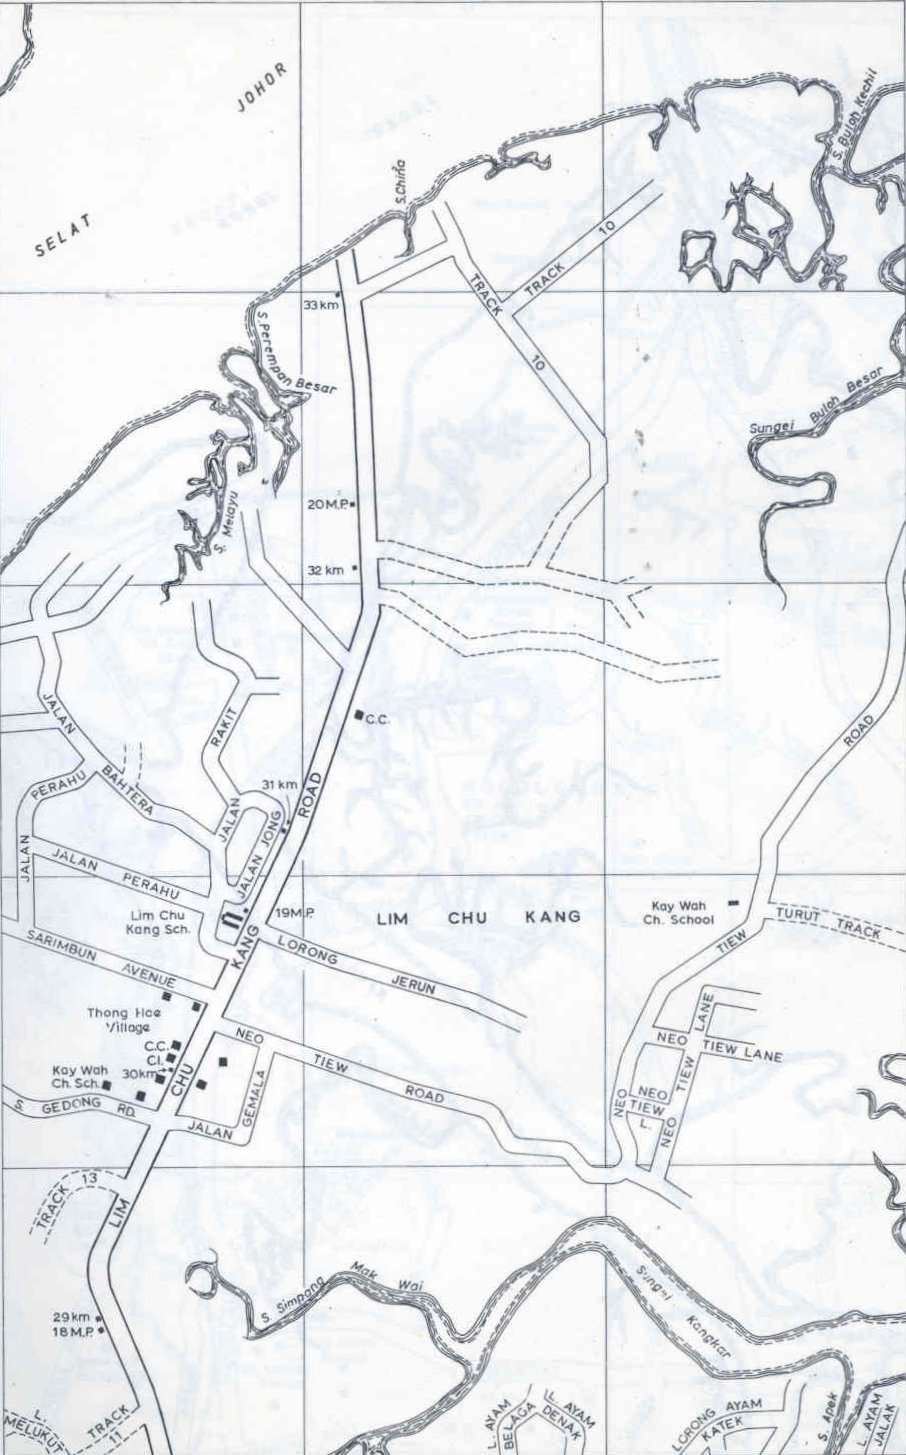 JOHOR
SELAT
S. Buloh Kechil
S.China
TRACK 10
TRACK 10
33 km
S. Perempan Besar
Sungei Buloh Besar
20 M.P.
S. Melayu
32 km
C.C.
ROAD
JALAN BAHTERA
RAKIT
JALAN
PERAHU
JALAN
31 km
ROAD
JALAN JONG
JALAN PERAHU
Lim Chu
Kang Sch.
19 M.P.
LIM CHU KANG
Kay Wah
Ch. School
TURUT TRACK
KANG
TIEW
SARIMBUN AVENUE
LORONG JERUN
Thong Hoe
Village
C.C.
Cl.
30km
Kay Wah
Ch. Sch.
CHU
NEO TIEW ROAD
LANE
NEO TIEW LANE
TIEW
NEO
NEO
TIEW
L.
NEO
S. GEDONG RD.
JALAN GEMALA
TRACK 13
LIM
S. Simpang Mak Wai
Sungei Kangkar
29 km
18 M.P.
L.
MELUKUT
TRACK
11
L. AYAM
BELAGA
L. AYAM
DENAK
LORONG AYAM
KATEK
S. Apek
L. AYAM
JALAK